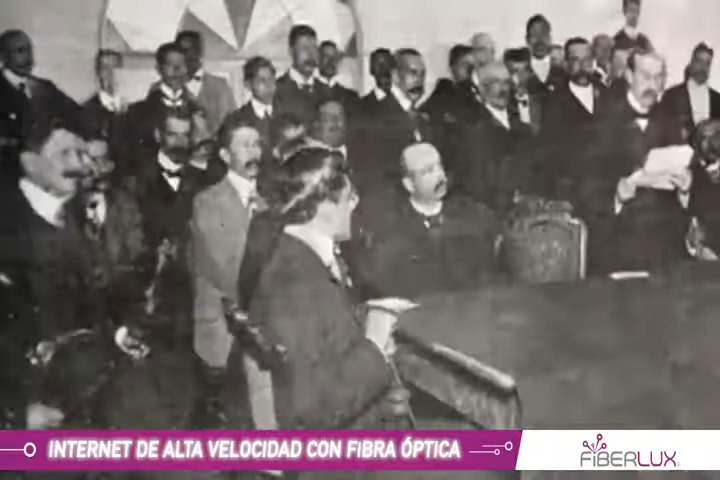 INTERNET DE ALTA VELOCIDAD CON FIBRA ÓPTICA
FIBERLUX